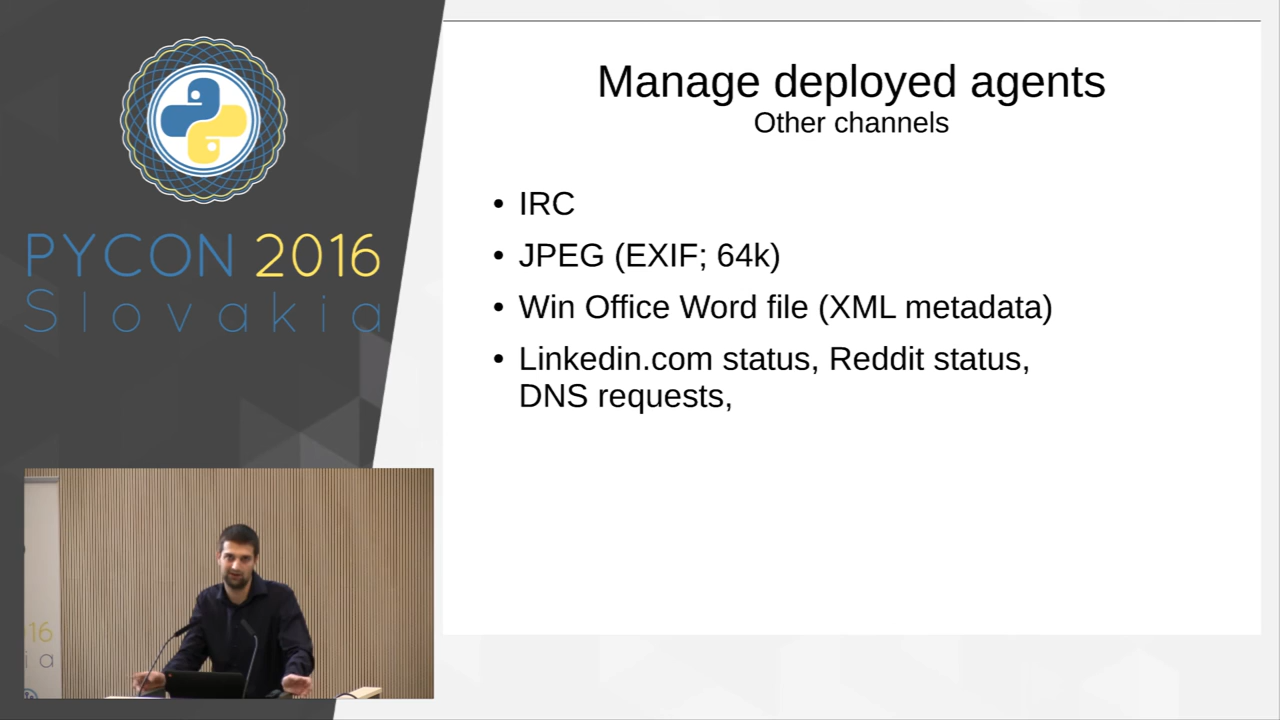 PYCON 2016
Slovakia
Manage deployed agents
Other channels
• IRC
• JPEG (EXIF; 64k)
• Win Office Word file (XML metadata)
• Linkedin.com status, Reddit status,
DNS requests,
16
i a